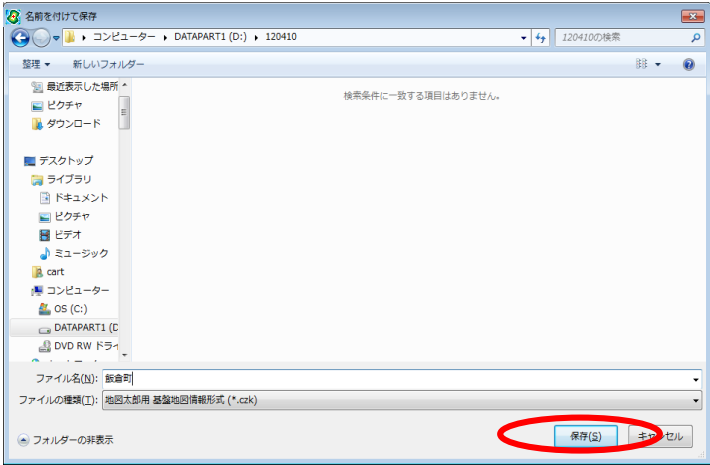 名前を付けて保存
コンピューター ▸ DATAPART1 (D:) ▸ 120410
120410の検索
整理 ▼ 新しいフォルダー
最近表示した場所
ピクチャ
ダウンロード
検索条件に一致する項目はありません。
デスクトップ
ライブラリ
ドキュメント
ピクチャ
ビデオ
ミュージック
cart
コンピューター
OS (C:)
DATAPART1 (D
DVD RW ドライ
ファイル名(N): 飯倉町
ファイルの種類(T): 地図太郎用 基盤地図情報形式 (*.czk)
フォルダーの非表示
保存(S)
キャンセル